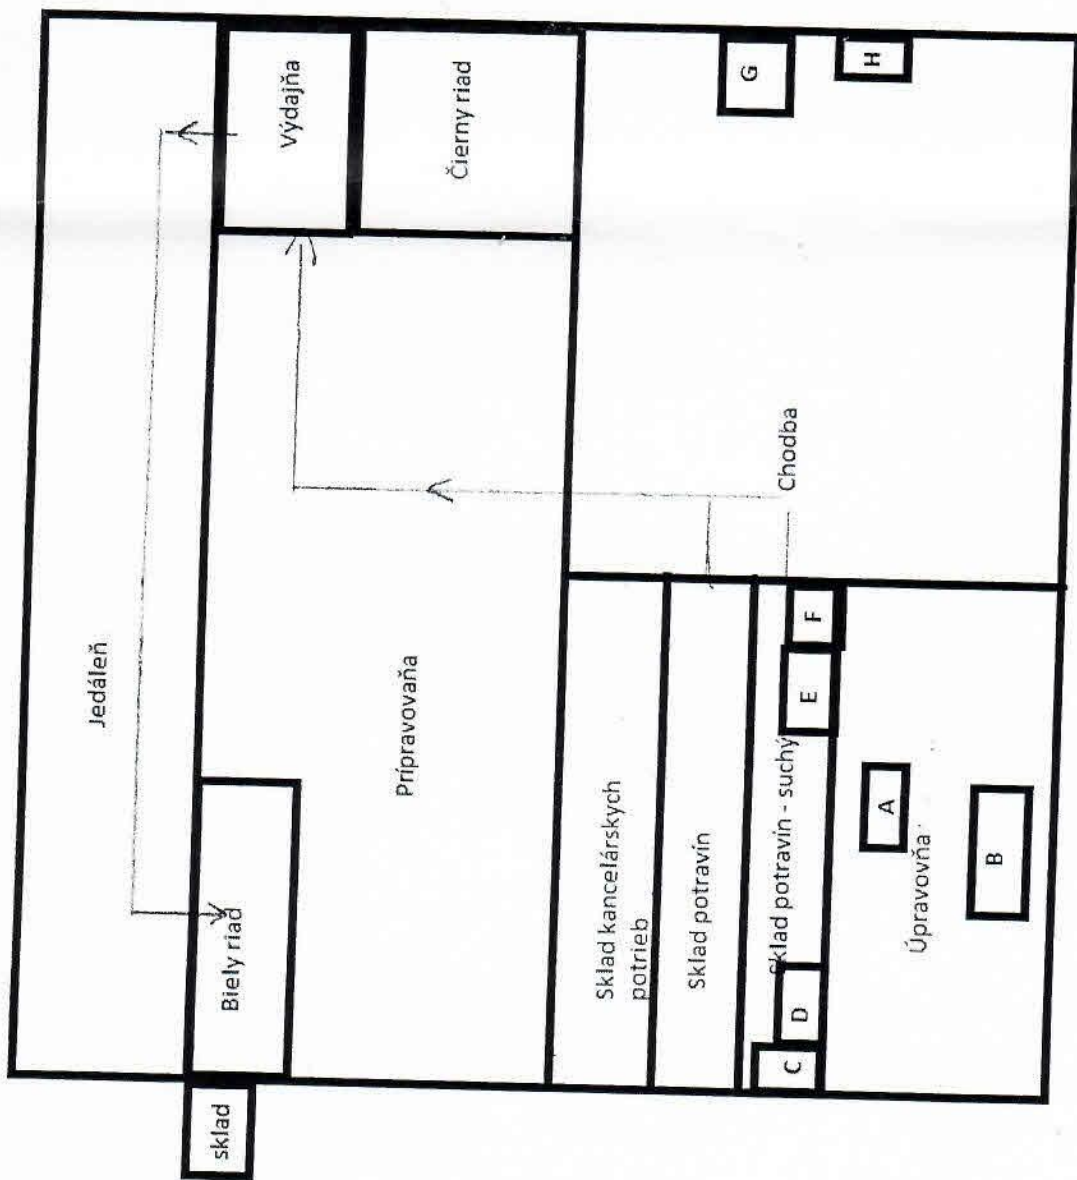 Jedáleň
sklad
Biely riad
Výdajňa
Prípravovaňa
Čierny riad
Sklad kancelárskych
potrieb
Sklad potravín
G
Sklad potravín - suchý
Chodba
C
D
E
F
H
A
Úpravovňa
B